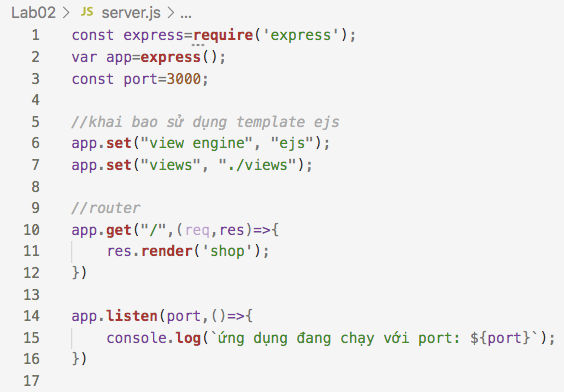 Lab02 > JS server.js > ...
1 const express=require('express');
2 var app=express();
3 const port=3000;
4
5 //khai bao sử dụng template ejs
6 app.set("view engine", "ejs");
7 app.set("views", "./views");
8
9 //router
10 app.get("/",(req,res)=>{
11     res.render('shop');
12 })
13
14 app.listen(port,()=>{
15     console.log(`ứng dụng đang chạy với port: ${port}`);
16 })
17